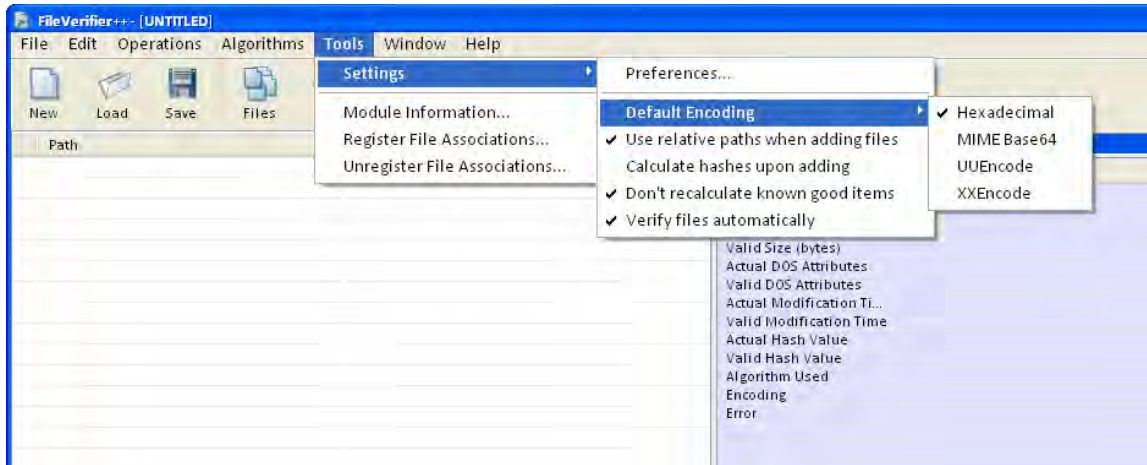 FileVerifier++ - [UNTITLED]
File Edit Operations Algorithms Tools Window Help
New Load Save Files
Path
Settings
Module Information...
Register File Associations...
Unregister File Associations...
Preferences...
Default Encoding
Use relative paths when adding files
Calculate hashes upon adding
Don't recalculate known good items
Verify files automatically
Hexadecimal
MIME Base64
UUEncode
XXEncode
Valid Size (bytes)
Actual DOS Attributes
Valid DOS Attributes
Actual Modification Ti...
Valid Modification Time
Actual Hash Value
Valid Hash Value
Algorithm Used
Encoding
Error